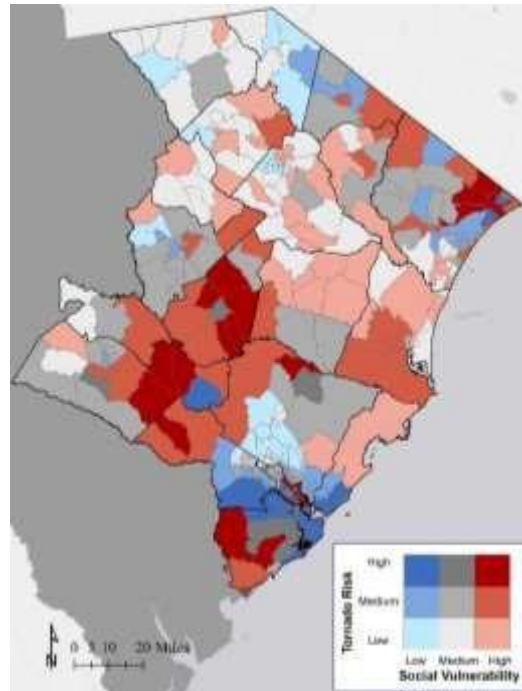 N
0 5 10 20 Miles
Tornado Risk
High
Medium
Low
Low Medium High
Social Vulnerability